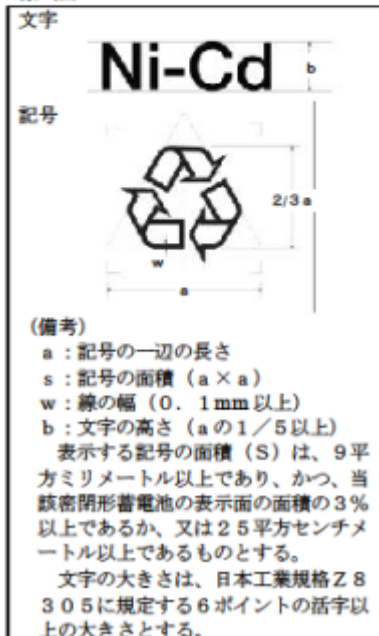 文字
Ni-Cd
b
記号
2/3a
w
a
(備考)
a:記号の一辺の長さ
s:記号の面積(a×a)
w:線の幅(0.1mm以上)
b:文字の高さ(aの1/5以上)
表示する記号の面積(S)は、9平
方ミリメートル以上であり、かつ、当
該密閉形蓄電池の表示面の面積の3%
以上であるか、又は25平方センチメ
ートル以上であるものとする。
文字の大きさは、日本工業規格Z8
305に規定する6ポイントの活字以
上の大きさとする。